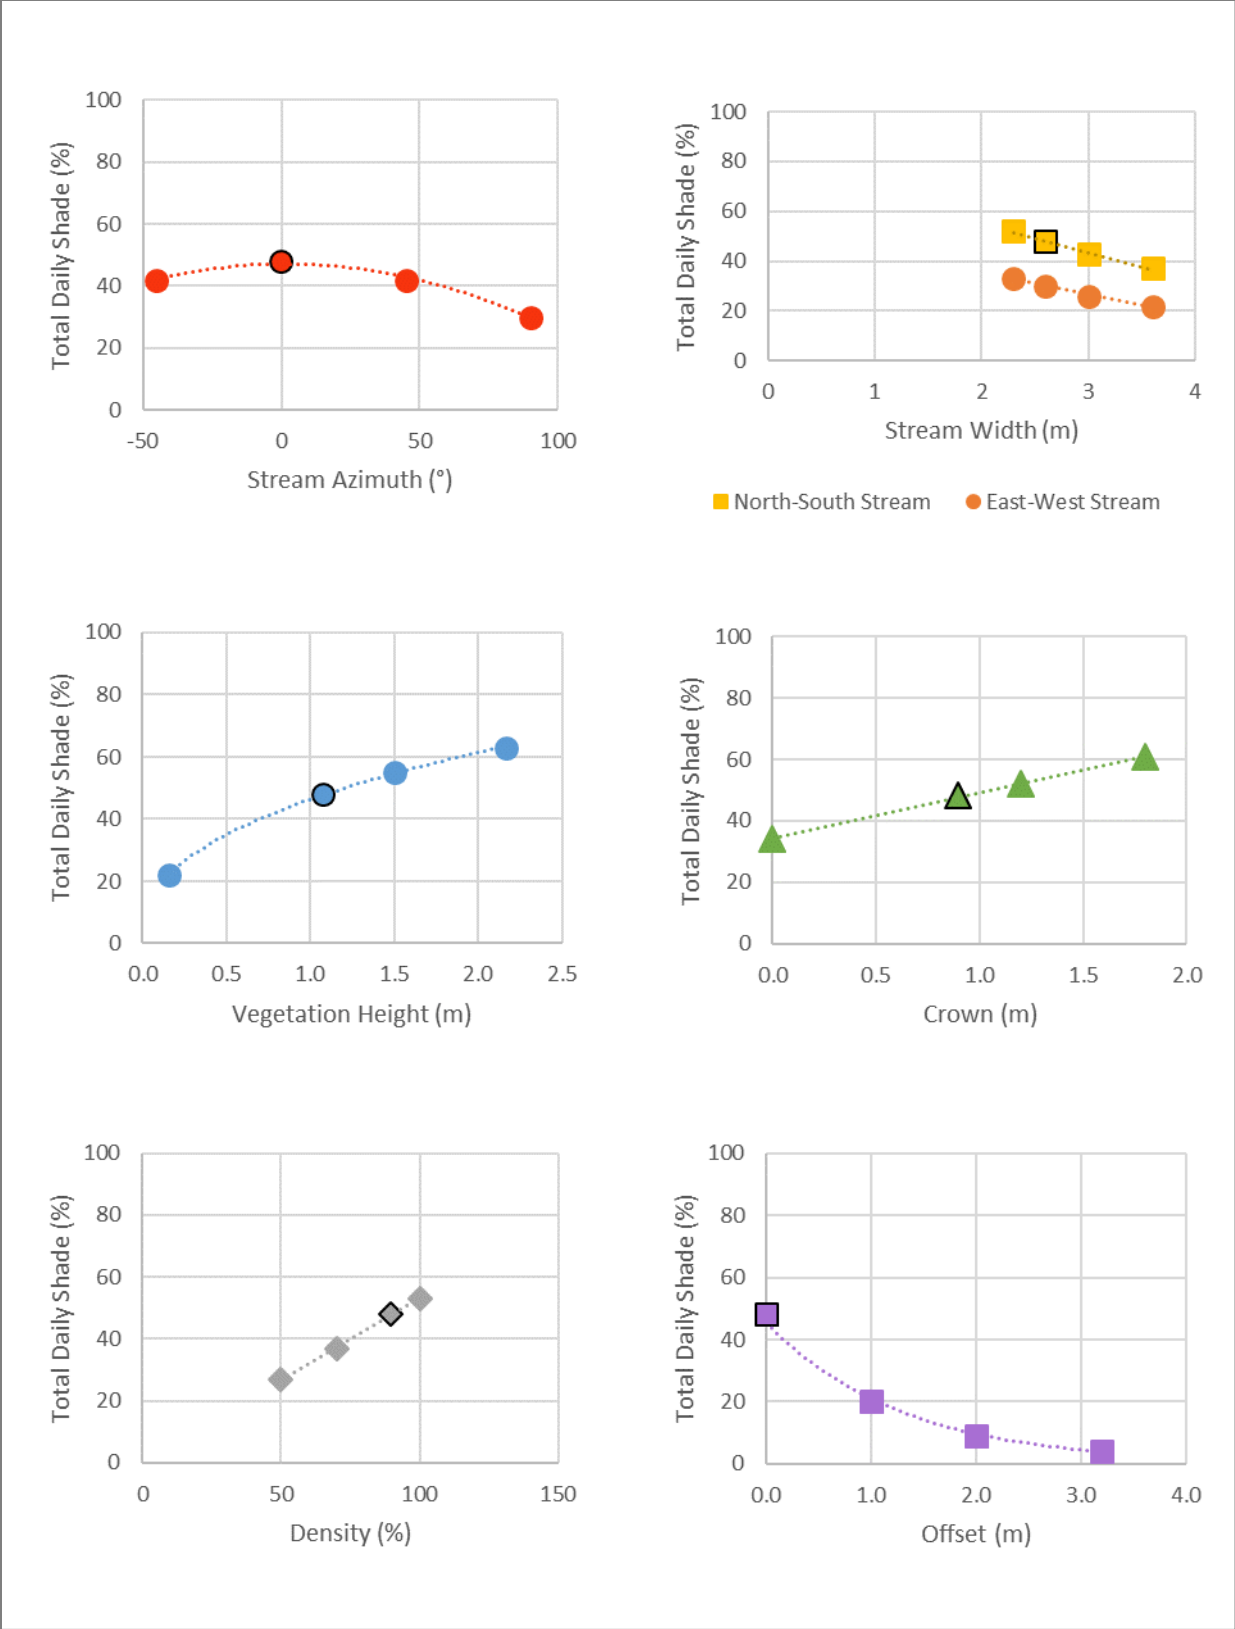 Total Daily Shade (%)
100
80
60
40
20
0
-50 0 50 100
Stream Azimuth (°)
Total Daily Shade (%)
100
80
60
40
20
0
0 1 2 3 4
Stream Width (m)
North-South Stream East-West Stream
Total Daily Shade (%)
100
80
60
40
20
0
0.0 0.5 1.0 1.5 2.0 2.5
Vegetation Height (m)
Total Daily Shade (%)
100
80
60
40
20
0
0.0 0.5 1.0 1.5 2.0
Crown (m)
Total Daily Shade (%)
100
80
60
40
20
0
0 50 100 150
Density (%)
Total Daily Shade (%)
100
80
60
40
20
0
0.0 1.0 2.0 3.0 4.0
Offset (m)